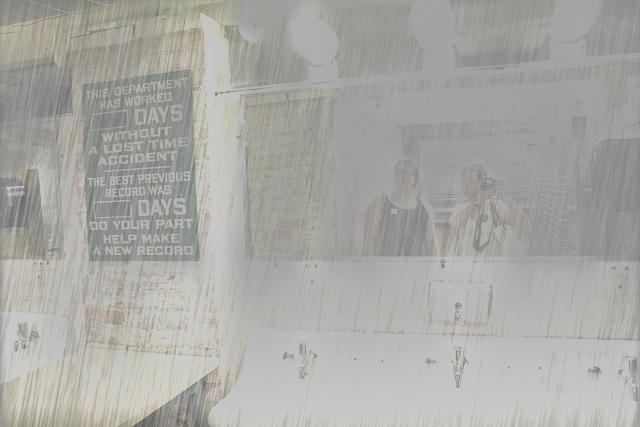 THIS DEPARTMENT
HAS WORKED
DAYS
WITHOUT
A LOST TIME
ACCIDENT
THE BEST PREVIOUS
RECORD WAS
DAYS
DO YOUR PART
HELP MAKE
A NEW RECORD